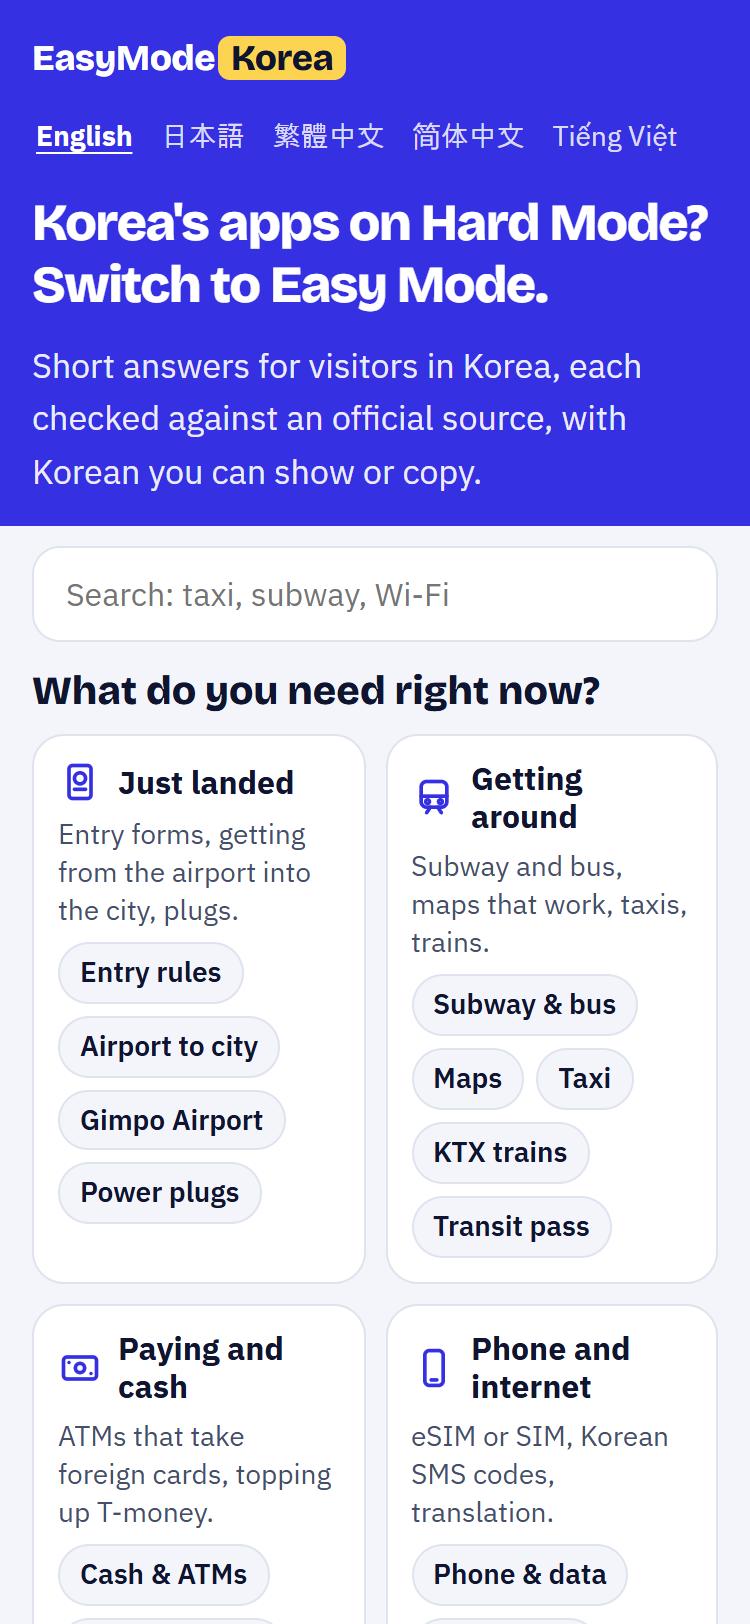 EasyMode Korea
English 日本語 繁體中文 简体中文 Tiếng Việt
Korea's apps on Hard Mode?
Switch to Easy Mode.
Short answers for visitors in Korea, each
checked against an official source, with
Korean you can show or copy.
Search: taxi, subway, Wi-Fi
What do you need right now?
Just landed
Entry forms, getting
from the airport into
the city, plugs.
Entry rules
Airport to city
Gimpo Airport
Power plugs
Getting
around
Subway and bus,
maps that work, taxis,
trains.
Subway & bus
Maps Taxi
KTX trains
Transit pass
Paying and
cash
ATMs that take
foreign cards, topping
up T-money.
Cash & ATMs
Phone and
internet
eSIM or SIM, Korean
SMS codes,
translation.
Phone & data